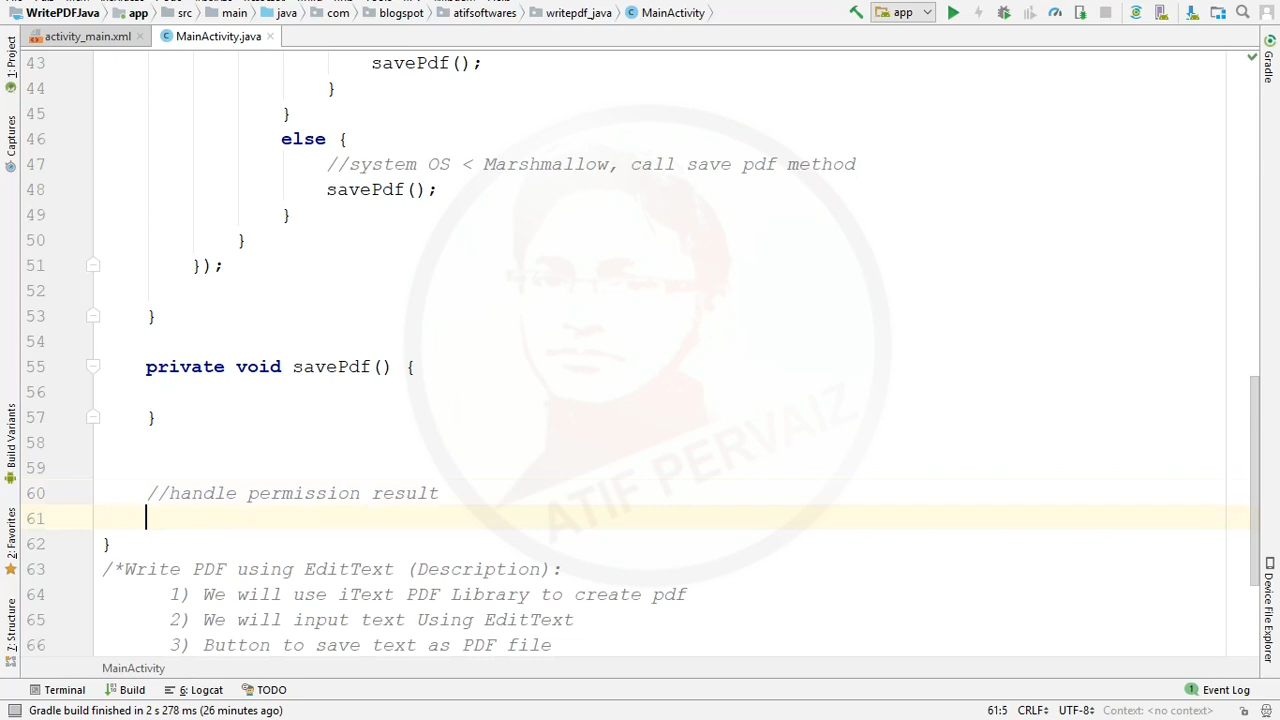 WritePDFJava app src main java com blogspot atifsoftwares writepdf_java MainActivity app
activity_main.xml MainActivity.java
1: Project
Captures
Build Variants
2: Favorites
7: Structure
Gradle
Device File Explorer
43 savePdf();
44 }
45 }
46 else {
47 //system OS < Marshmallow, call save pdf method
48 savePdf();
49 }
50 }
51 });
52
53 }
54
55 private void savePdf() {
56
57 }
58
59
60 //handle permission result
61
62 }
63 /*Write PDF using EditText (Description):
64 1) We will use iText PDF Library to create pdf
65 2) We will input text Using EditText
66 3) Button to save text as PDF file
ATIF PERVAIZ
MainActivity
Terminal Build 6: Logcat TODO 1 Event Log
Gradle build finished in 2 s 278 ms (26 minutes ago) 61:5 CRLF UTF-8 Context: <no context>